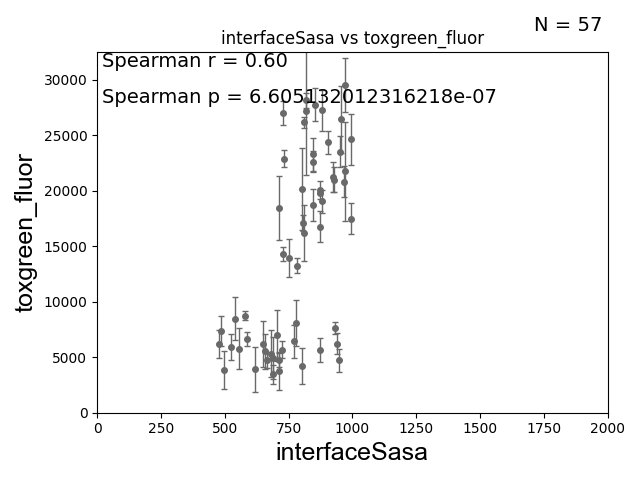 N = 57
interfaceSasa vs toxgreen_fluor
Spearman r = 0.60
Spearman p = 6.605132012316218e-07
toxgreen_fluor
30000
25000
20000
15000
10000
5000
0
0 250 500 750 1000 1250 1500 1750 2000
interfaceSasa